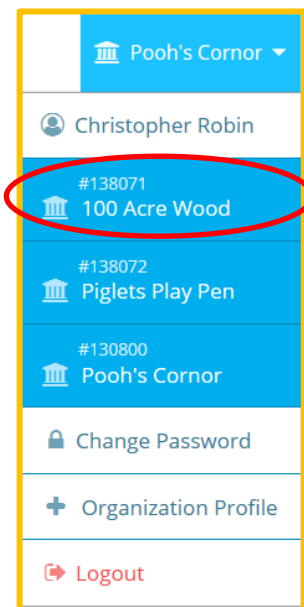 Pooh's Cornor
Christopher Robin
#138071
100 Acre Wood
#138072
Piglets Play Pen
#130800
Pooh's Cornor
Change Password
Organization Profile
Logout